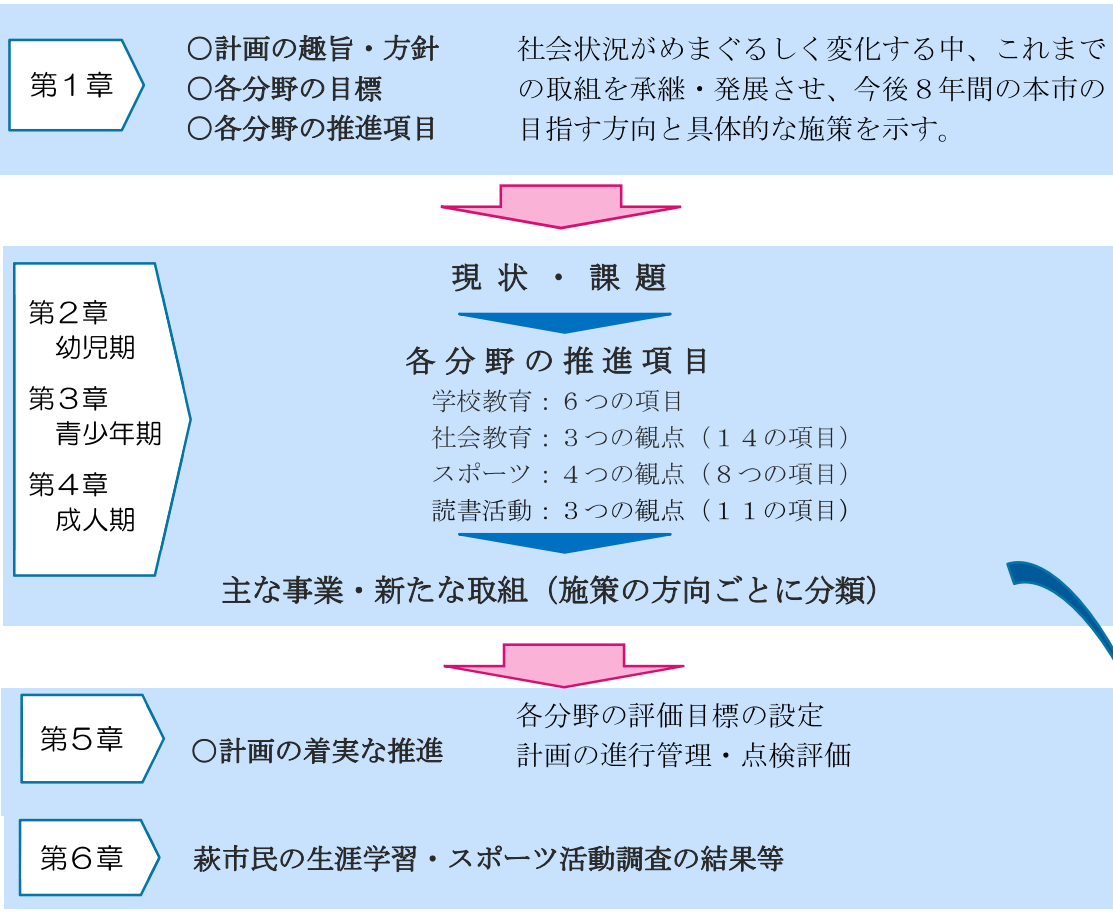 第１章
○計画の趣旨・方針
○各分野の目標
○各分野の推進項目
社会状況がめまぐるしく変化する中、これまで
の取組を承継・発展させ、今後８年間の本市の
目指す方向と具体的な施策を示す。
第２章
幼児期
第３章
青少年期
第４章
成人期
現 状 ・ 課 題
各分野の推進項目
学校教育：６つの項目
社会教育：３つの観点（１４の項目）
スポーツ：４つの観点（８つの項目）
読書活動：３つの観点（１１の項目）
主な事業・新たな取組（施策の方向ごとに分類）
第５章
○計画の着実な推進
各分野の評価目標の設定
計画の進行管理・点検評価
第６章
萩市民の生涯学習・スポーツ活動調査の結果等